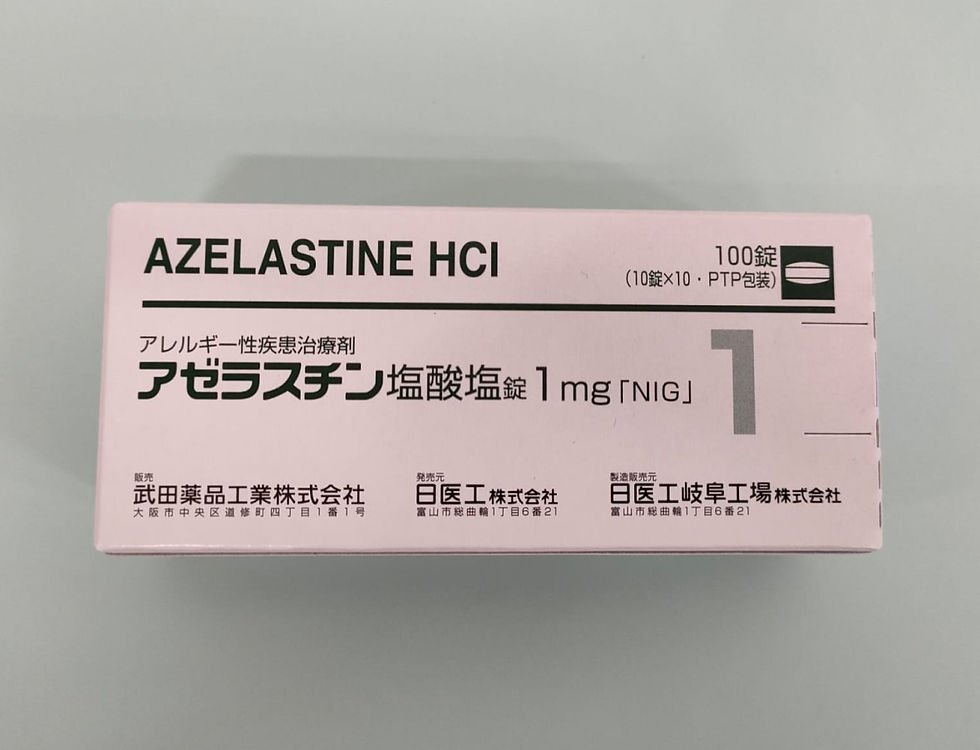 AZELASTINE HCl
100錠
(10錠×10・PTP包装)
アレルギー性疾患治療剤
アゼラスチン塩酸塩錠1mg「NIG」
1
販売
武田薬品工業株式会社
大阪市中央区道修町四丁目1番1号
発売元
日医工株式会社
富山市総曲輪1丁目6番21
製造販売元
日医工岐阜工場株式会社
富山市総曲輪1丁目6番21